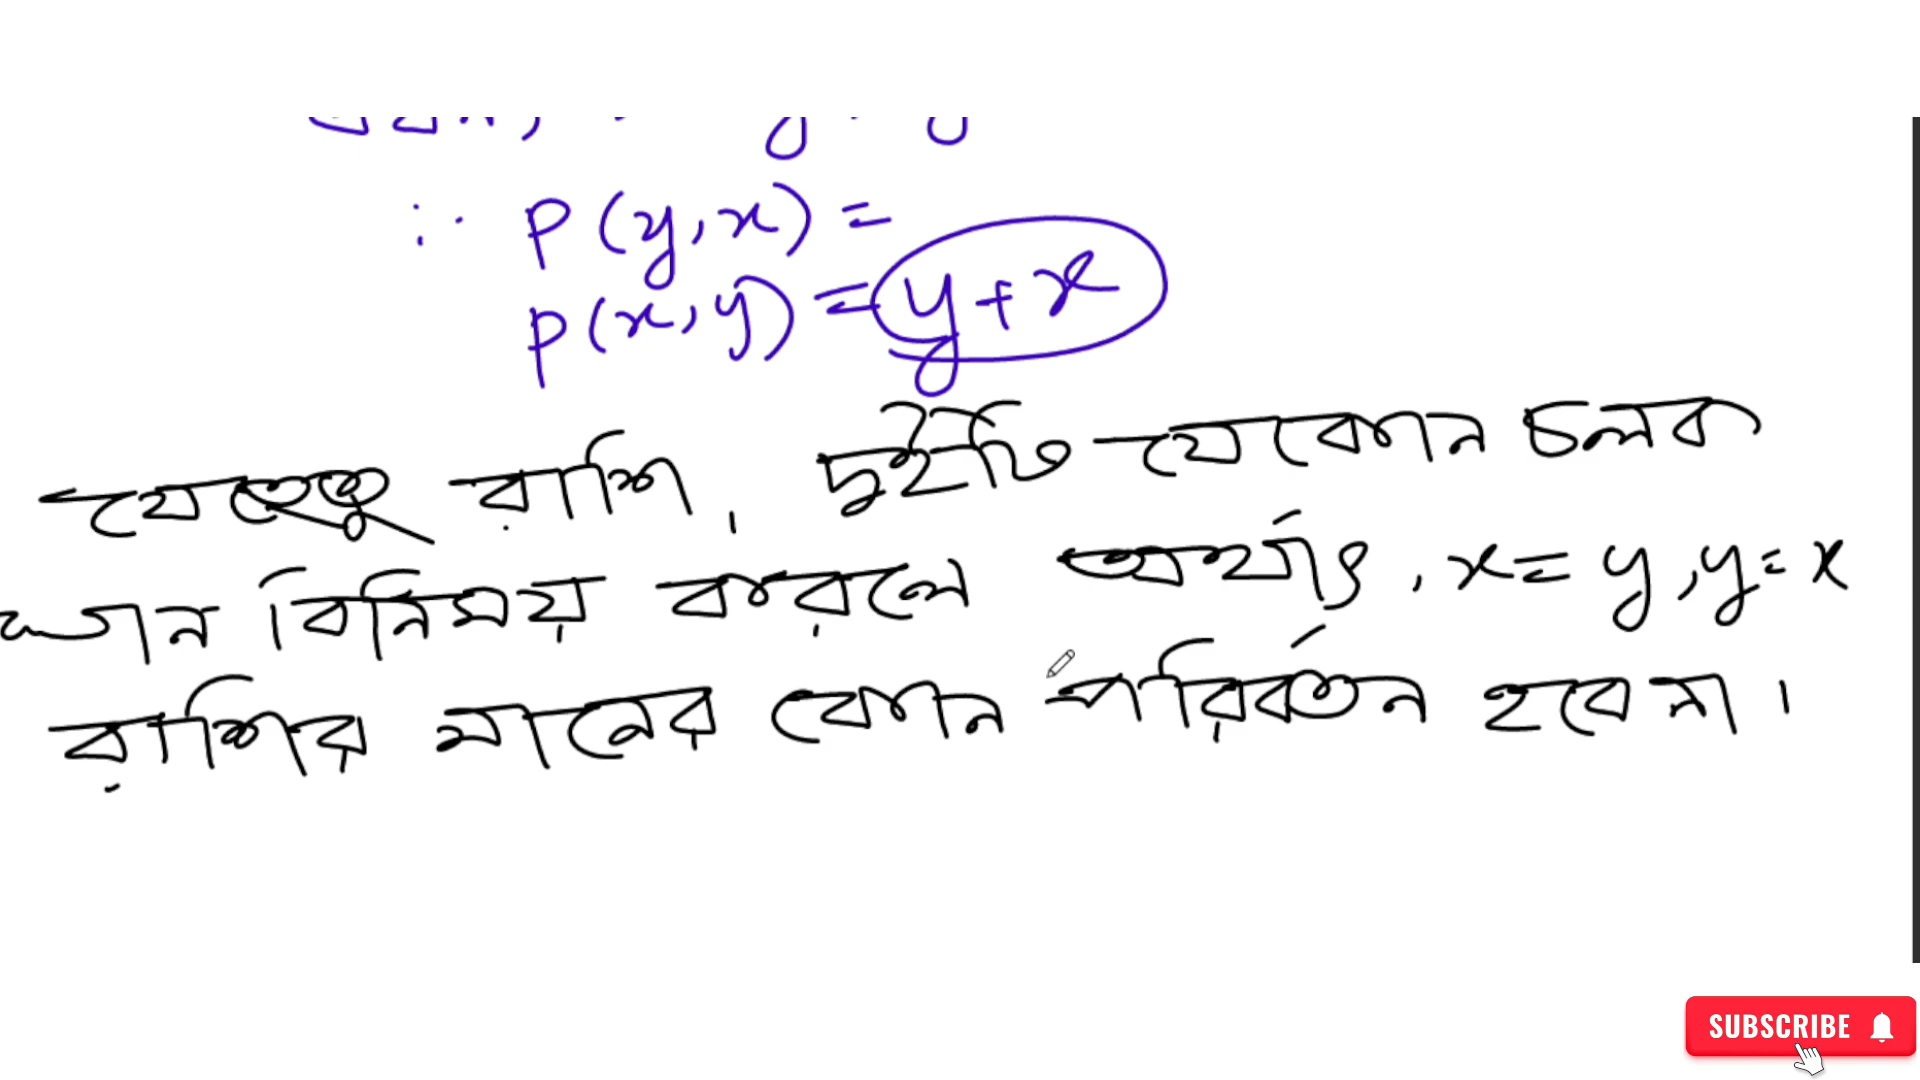 ∴ P(y,x) =
P(x,y) = y+x
যেহেতু রাশি, দুইটি যেকোন চলক
স্থান বিনিময় করলে অর্থাৎ, x=y, y=x
রাশির মানের কোন পরিবর্তন হবে না।
SUBSCRIBE